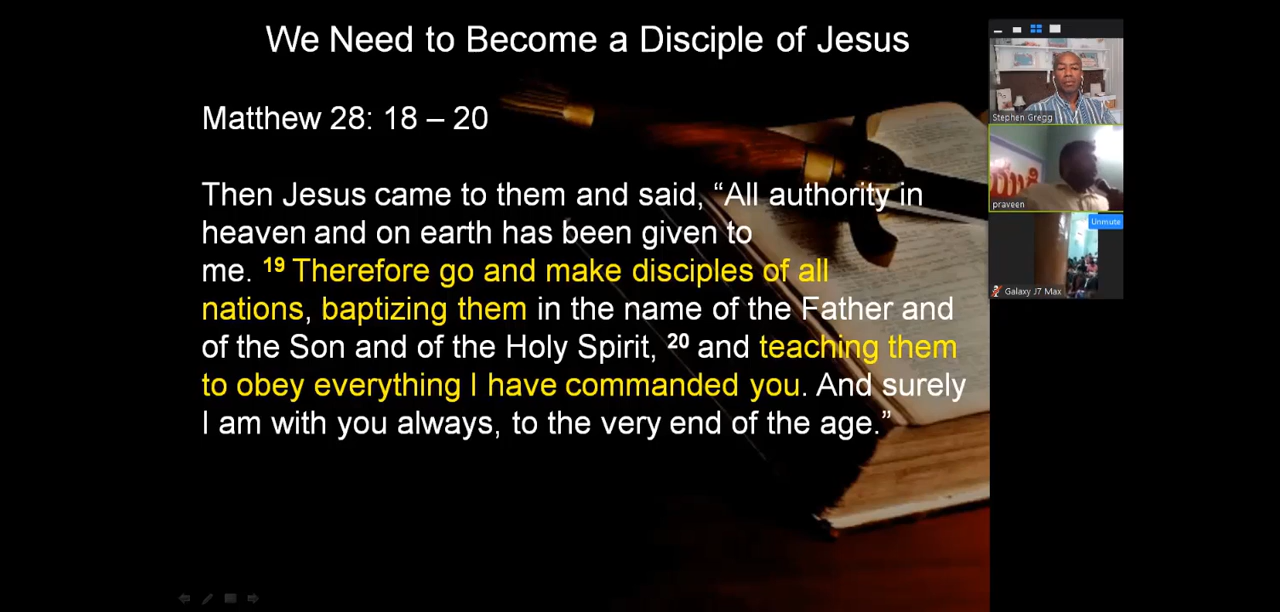 We Need to Become a Disciple of Jesus
Matthew 28: 18 – 20
Then Jesus came to them and said, “All authority in
heaven and on earth has been given to
me. 19 Therefore go and make disciples of all
nations, baptizing them in the name of the Father and
of the Son and of the Holy Spirit, 20 and teaching them
to obey everything I have commanded you. And surely
I am with you always, to the very end of the age.”
Stephen Gregg
praveen
Unmute
Galaxy J7 Max